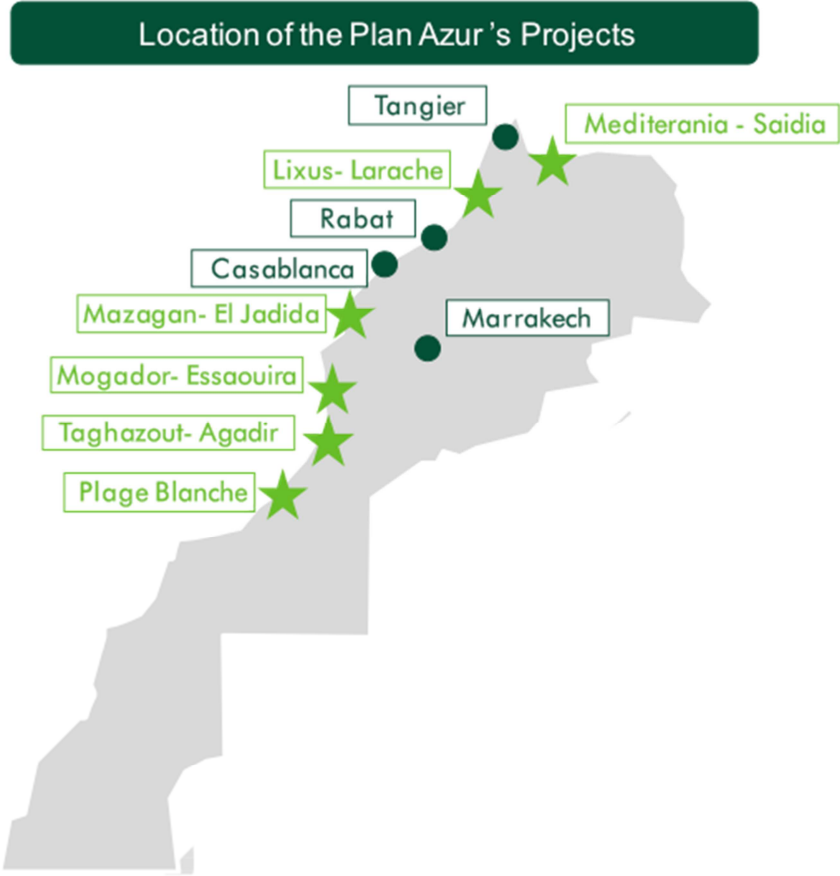 Location of the Plan Azur 's Projects
Tangier
Mediterania - Saidia
Lixus- Larache
Rabat
Casablanca
Mazagan- El Jadida
Marrakech
Mogador- Essaouira
Taghazout- Agadir
Plage Blanche